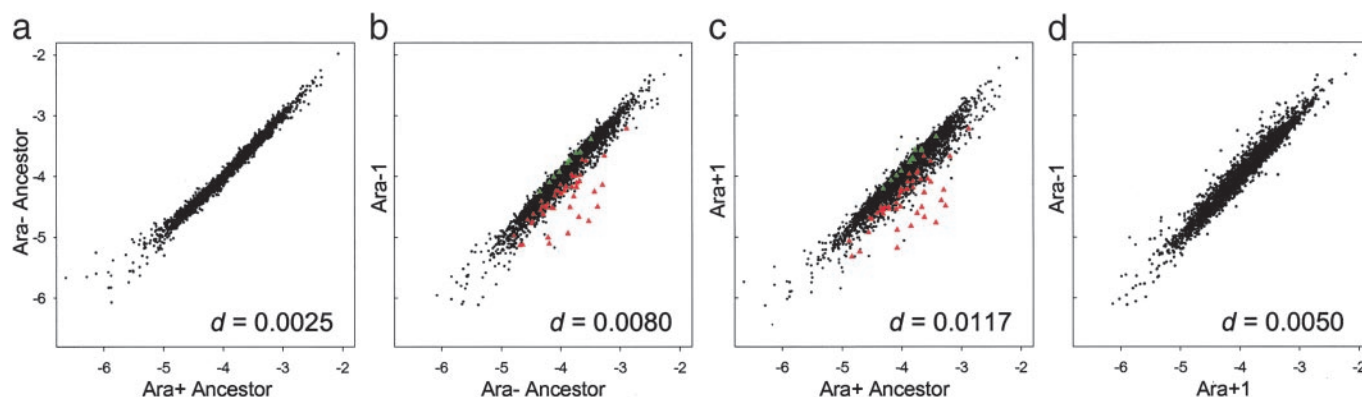 a
-2
-3
-4
-5
-6
Ara- Ancestor
-6 -5 -4 -3 -2
Ara+ Ancestor
d = 0.0025
b
Ara-1
-6 -5 -4 -3 -2
Ara- Ancestor
d = 0.0080
c
Ara+1
-6 -5 -4 -3 -2
Ara+ Ancestor
d = 0.0117
d
Ara-1
-6 -5 -4 -3 -2
Ara+1
d = 0.0050